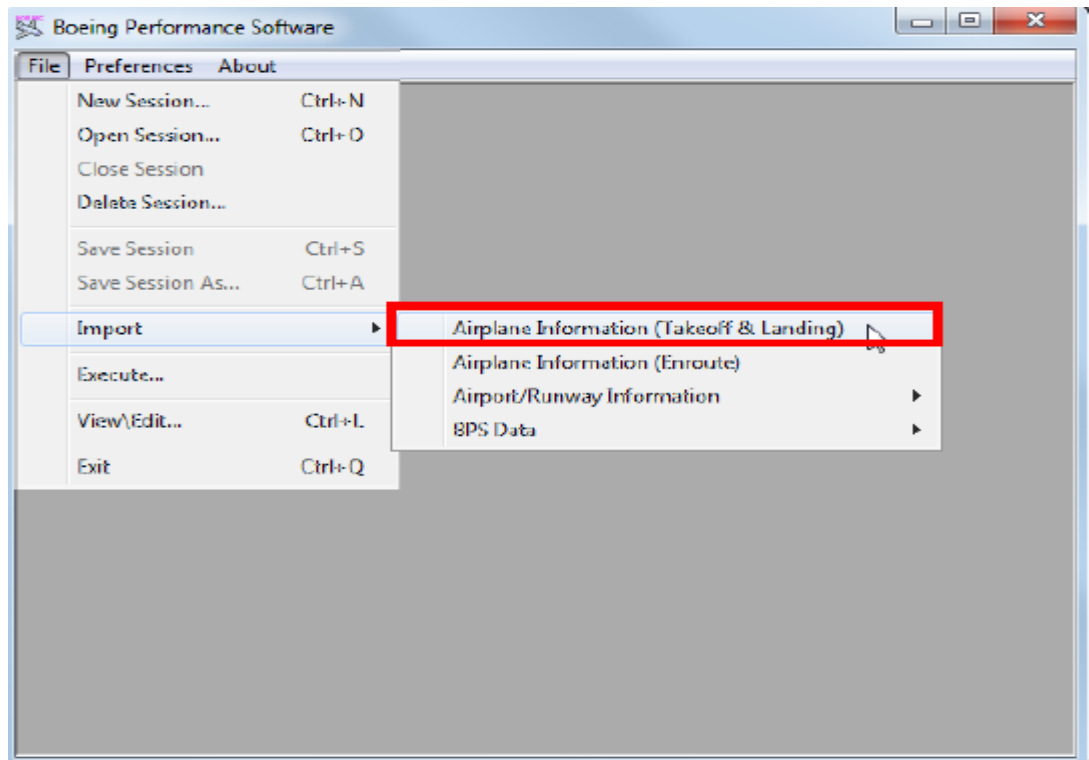 Boeing Performance Software
File Preferences About
New Session... Ctrl+N
Open Session... Ctrl+O
Close Session
Delete Session...
Save Session Ctrl+S
Save Session As... Ctrl+A
Import
Airplane Information (Takeoff & Landing)
Airplane Information (Enroute)
Airport/Runway Information
BPS Data
Execute...
View\Edit... Ctrl+L
Exit Ctrl+Q